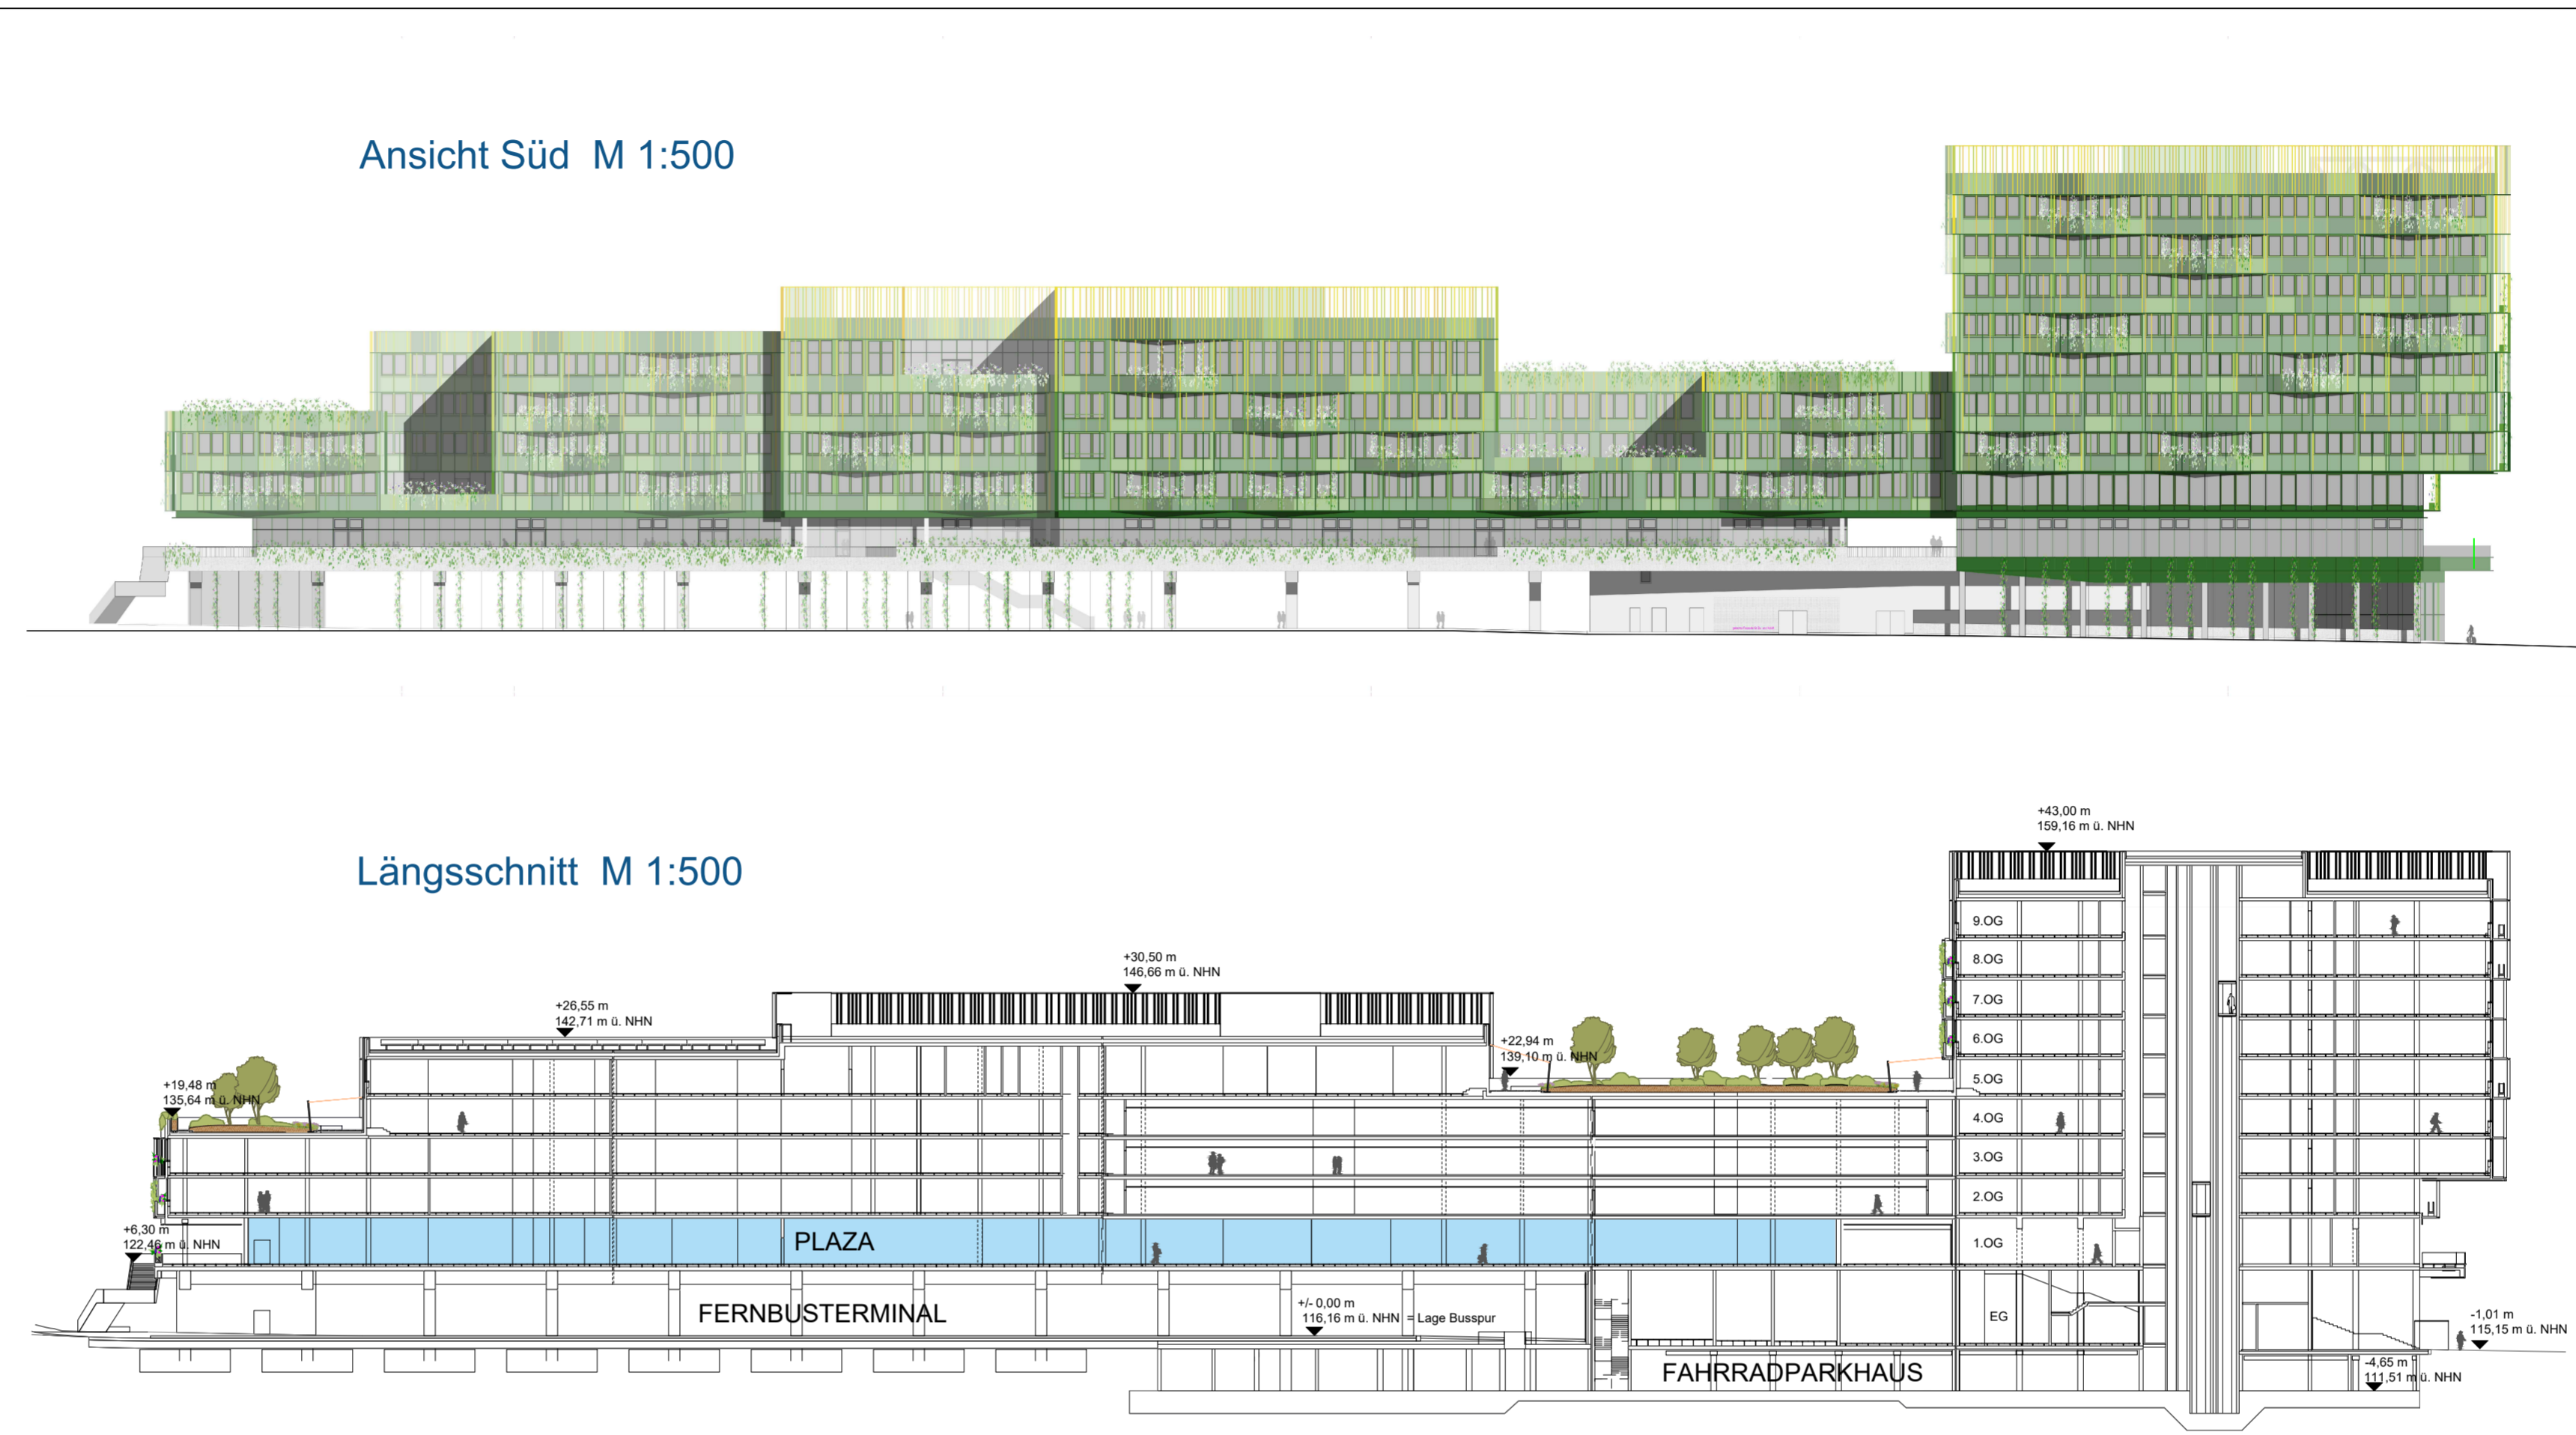 Ansicht Süd M 1:500
Längsschnitt M 1:500
+43,00 m
159,16 m ü. NHN
+30,50 m
146,66 m ü. NHN
+26,55 m
142,71 m ü. NHN
+22,94 m
139,10 m ü. NHN
+19,48 m
135,64 m ü. NHN
+6,30 m
122,46 m ü. NHN
9.OG
8.OG
7.OG
6.OG
5.OG
4.OG
3.OG
2.OG
1.OG
EG
PLAZA
FERNBUSTERMINAL
+/- 0,00 m
116,16 m ü. NHN = Lage Busspur
FAHRRADPARKHAUS
-1,01 m
115,15 m ü. NHN
-4,65 m
111,51 m ü. NHN